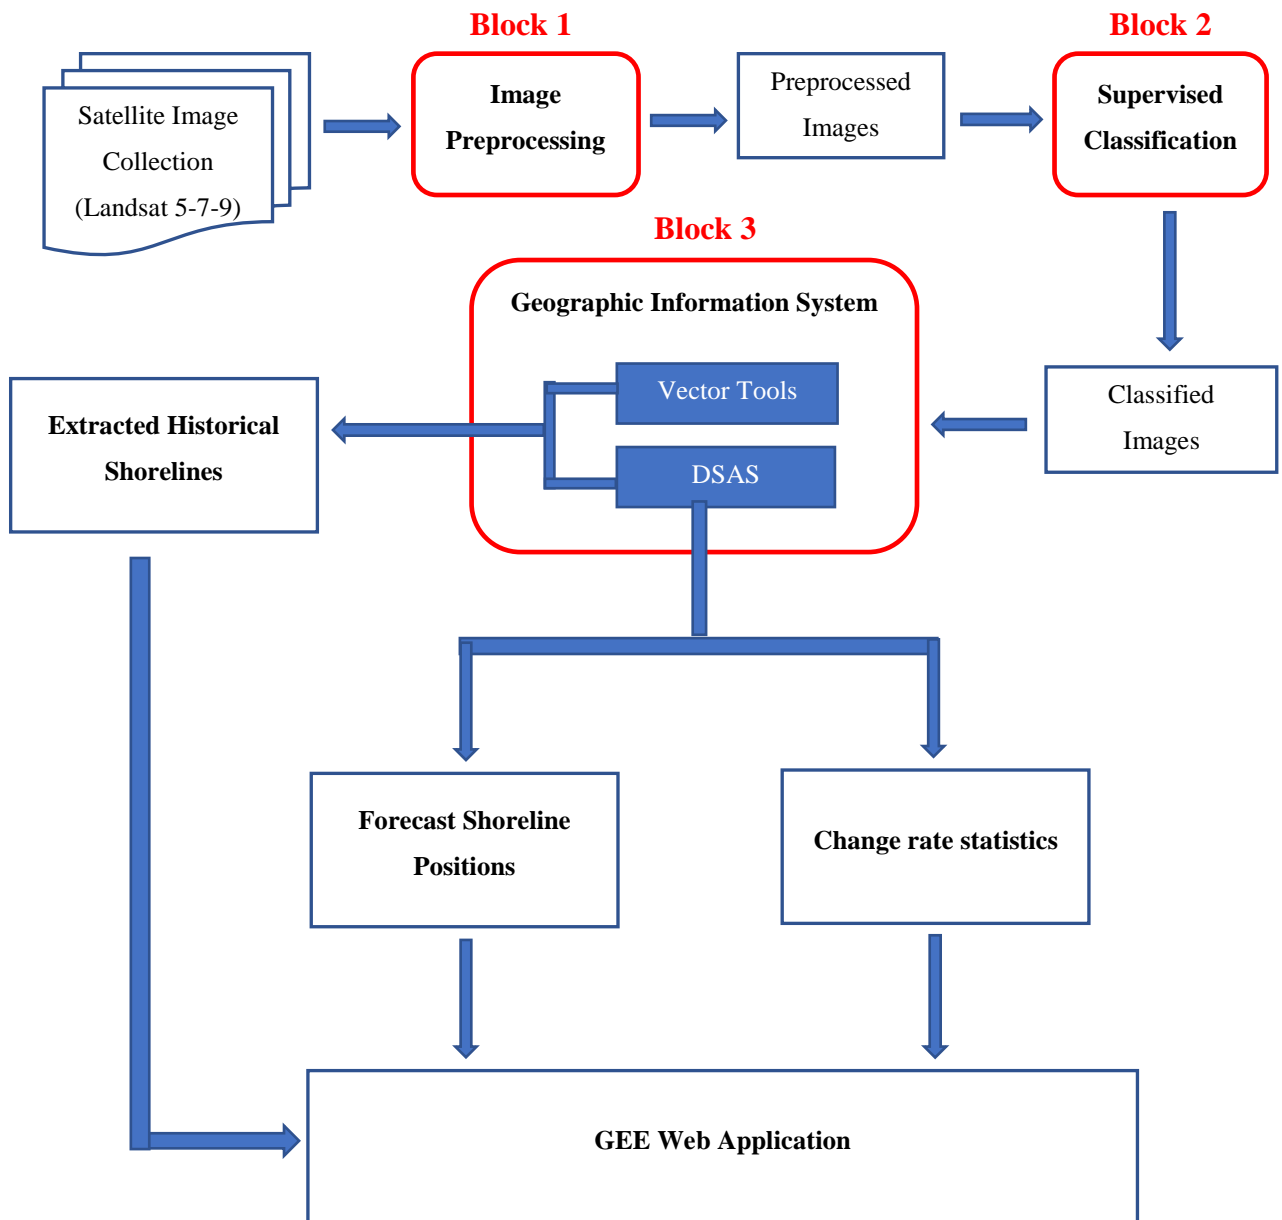 Block 1
Block 2
Satellite Image
Collection
(Landsat 5-7-9)
Image
Preprocessing
Preprocessed
Images
Supervised
Classification
Block 3
Geographic Information System
Vector Tools
DSAS
Classified
Images
Extracted Historical
Shorelines
Forecast Shoreline
Positions
Change rate statistics
GEE Web Application